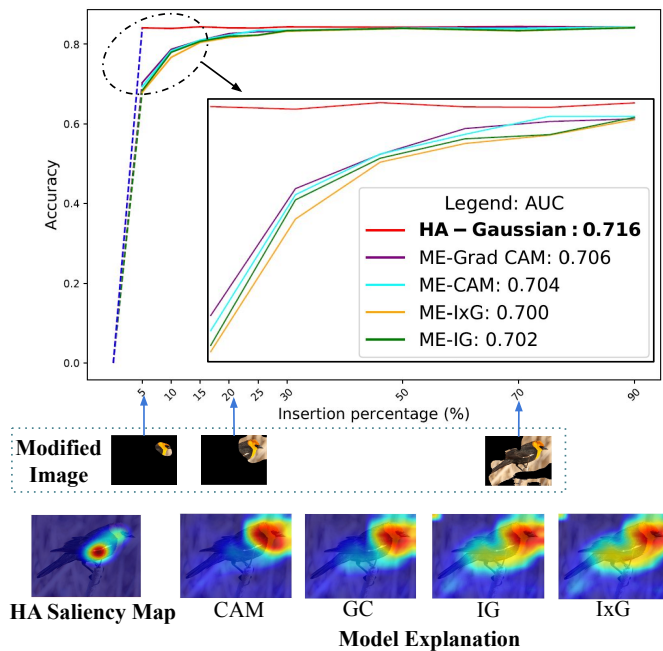 0.8
0.6
0.4
0.2
0.0
Accuracy
Legend: AUC
HA − Gaussian : 0.716
ME-Grad CAM: 0.706
ME-CAM: 0.704
ME-IxG: 0.700
ME-IG: 0.702
5 10 15 20 25 30 50 70 90
Insertion percentage (%)
Modified
Image
HA Saliency Map CAM GC IG IxG
Model Explanation